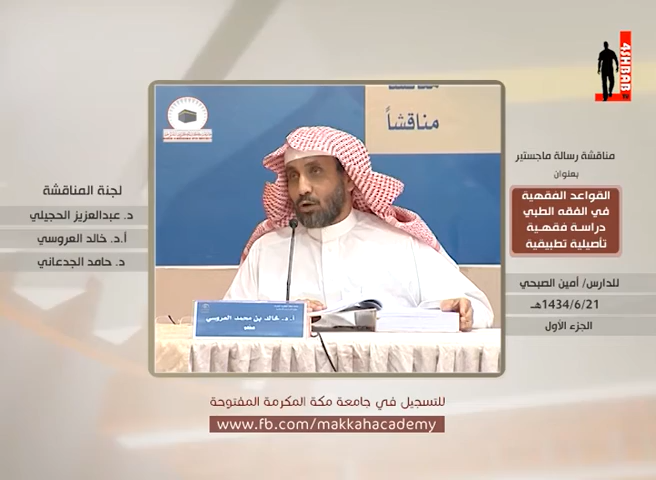 4SHBAB
TV
مناقشاً
مناقشة رسالة ماجستير
بعنوان
القواعد الفقهية
في الفقه الطبي
دراسة فقهية
تأصيلية تطبيقية
للدارس/ أمين الصبحي
1434/6/21هـ
الجزء الأول
لجنة المناقشة
د. عبدالعزيز الحجيلي
أ.د. خالد العروسي
د. حامد الجدعاني
أ.د. خالد بن محمد العروسي
للتسجيل في جامعة مكة المكرمة المفتوحة
www.fb.com/makkahacademy